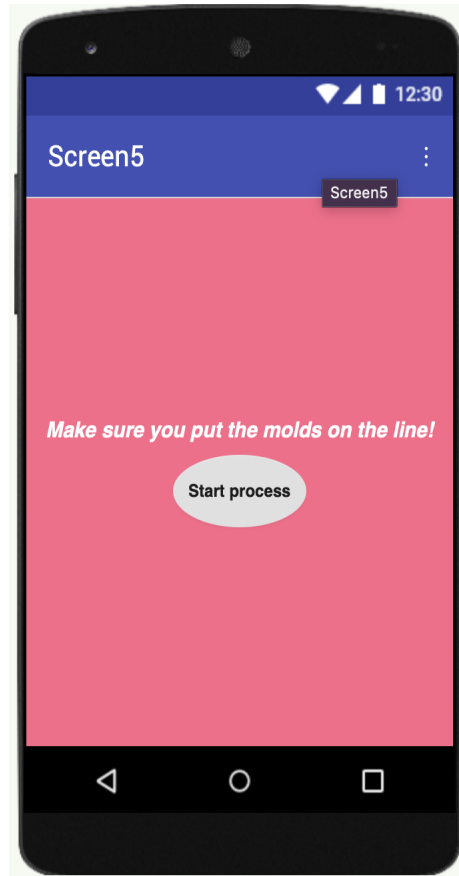 12:30
Screen5
Screen5
Make sure you put the molds on the line!
Start process